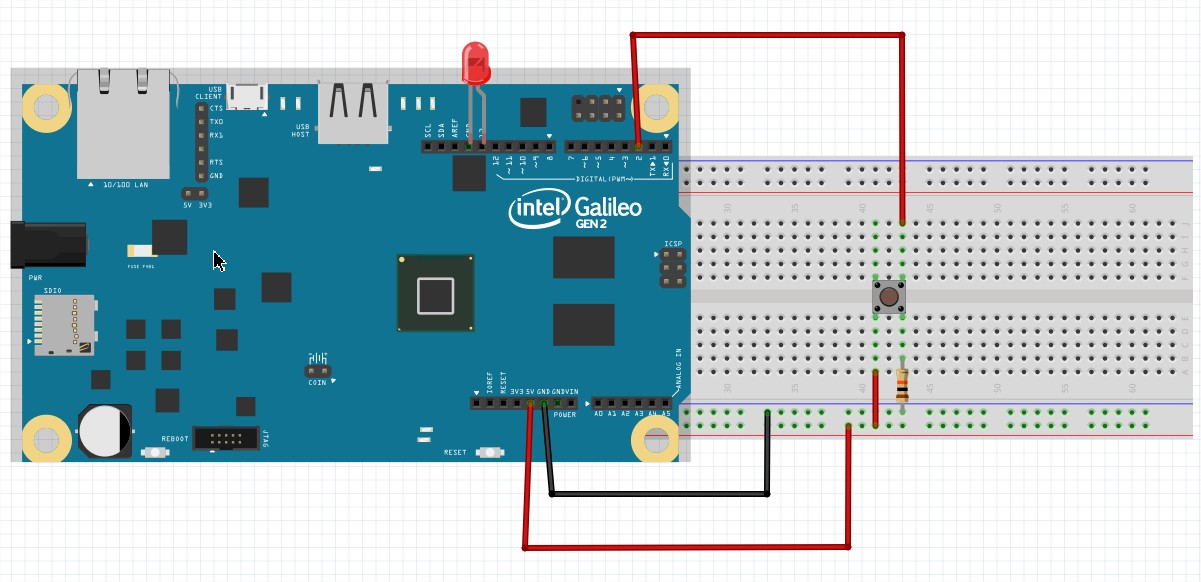 USB
CLIENT
CTS
TXO
RX1
RTS
GND
5V 3V3
10/100 LAN
USB
HOST
SCL
SDA
AREF
GND
12
~11
~10
~9
8
7
~6
~5
4
~3
2
TX▶1
RX◀0
DIGITAL(PWM~)
intel Galileo
GEN 2
ICSP
PWR
SDIO
COIN
REBOOT
JTAG
IOREF
RESET
3V3 5V GND GND VIN
POWER
RESET
A0 A1 A2 A3 A4 A5
ANALOG IN
30 35 40 45 50 55 60
J
H
G
F
E
D
C
B
A
30 35 40 45 50 55 60